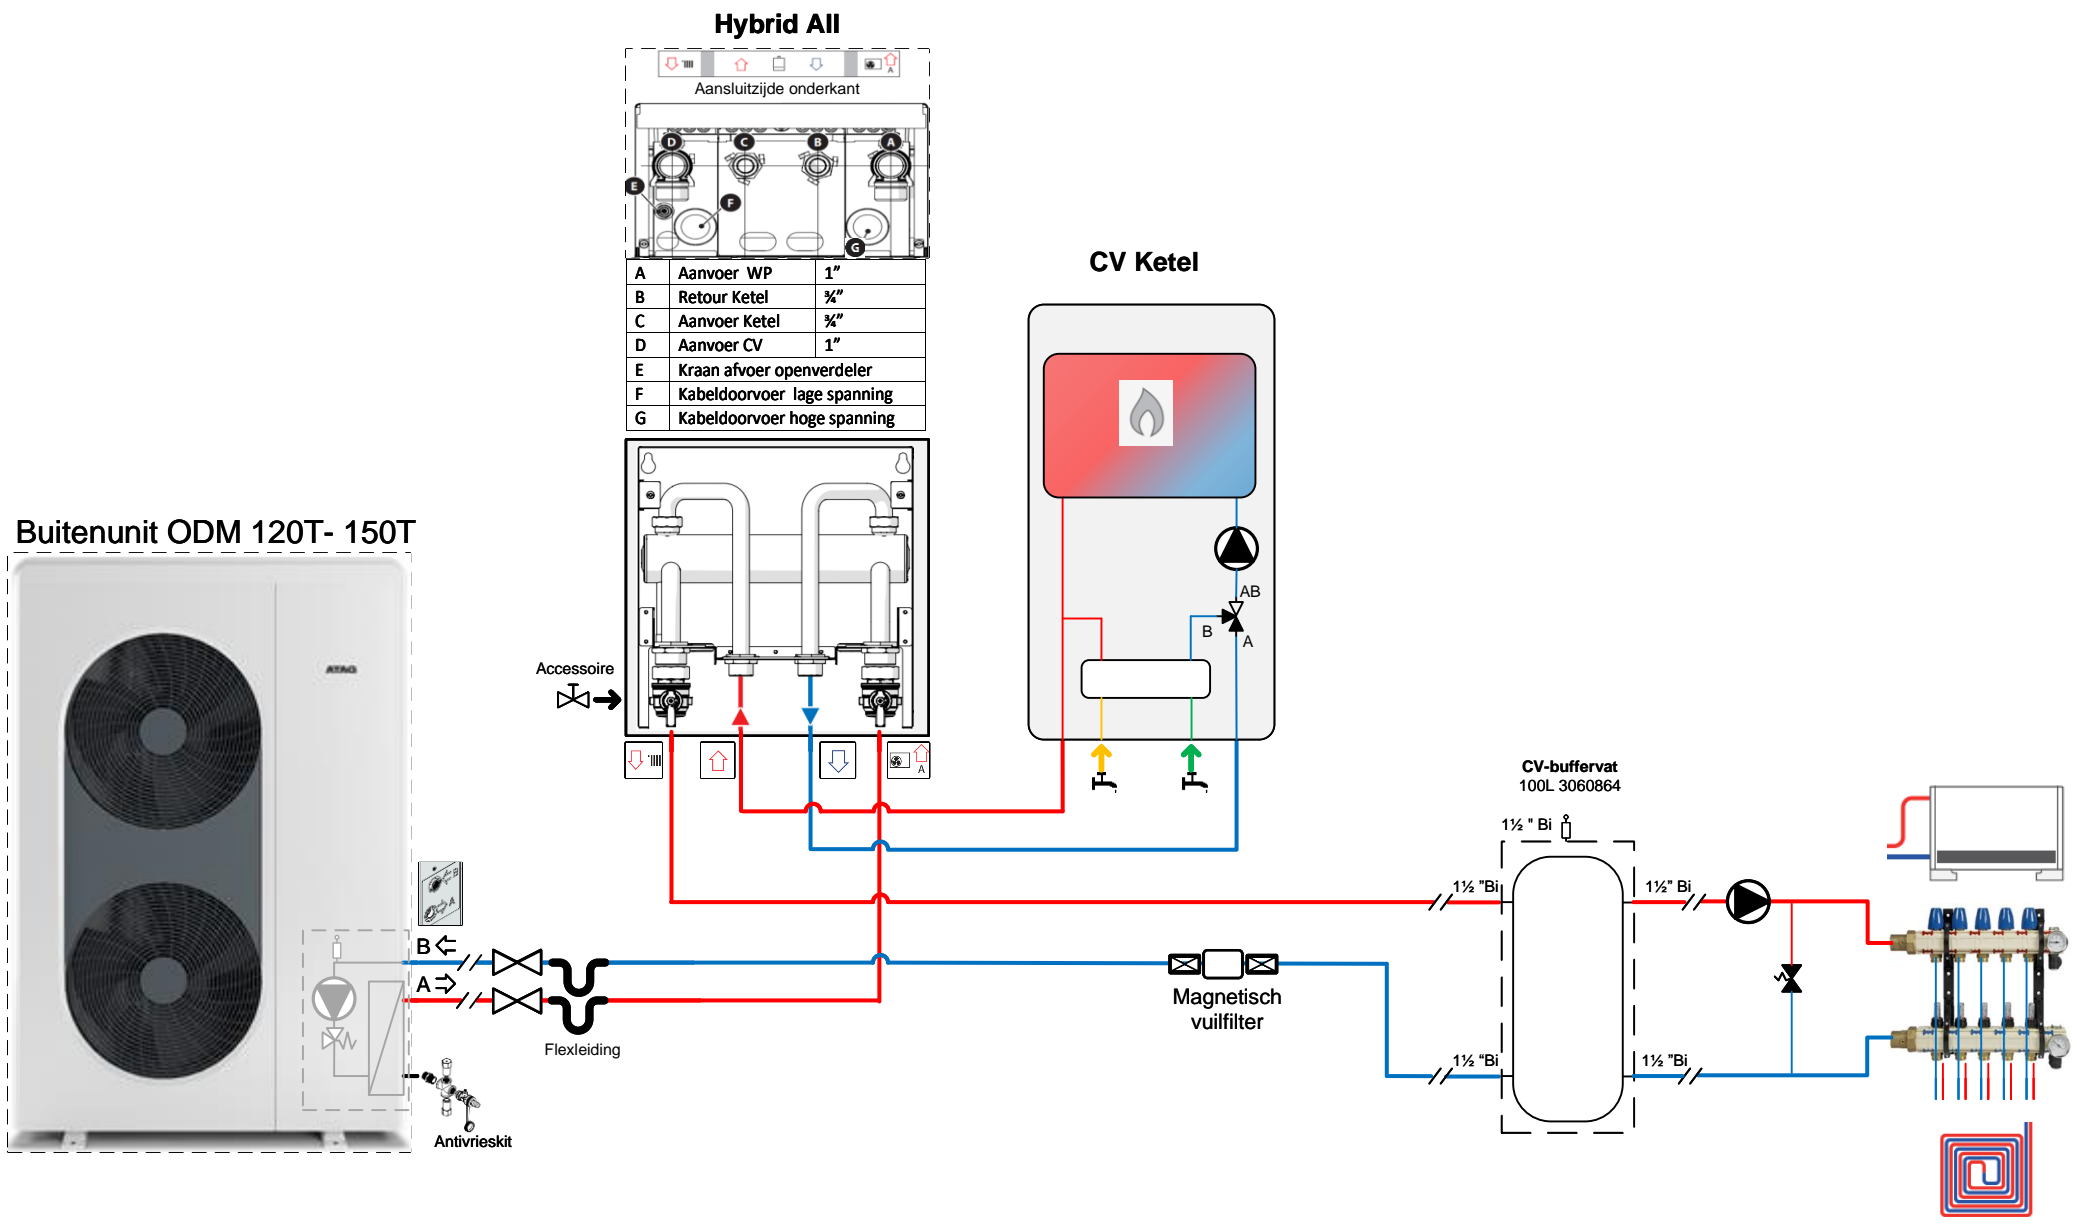 Hybrid All
A
Aansluitzijde onderkant
D
C
B
A
E
F
G
A Aanvoer WP 1”
B Retour Ketel ¾”
C Aanvoer Ketel ¾”
D Aanvoer CV 1”
E Kraan afvoer openverdeler
F Kabeldoorvoer lage spanning
G Kabeldoorvoer hoge spanning
CV Ketel
AB
B
A
Buitenunit ODM 120T- 150T
ATAG
Accessoire
A
CV-buffervat
100L 3060864
1½ " Bi
1½ ”Bi
1½” Bi
B
A
B
A
Magnetisch
vuilfilter
Flexleiding
1½ “Bi
1½ ”Bi
Antivrieskit